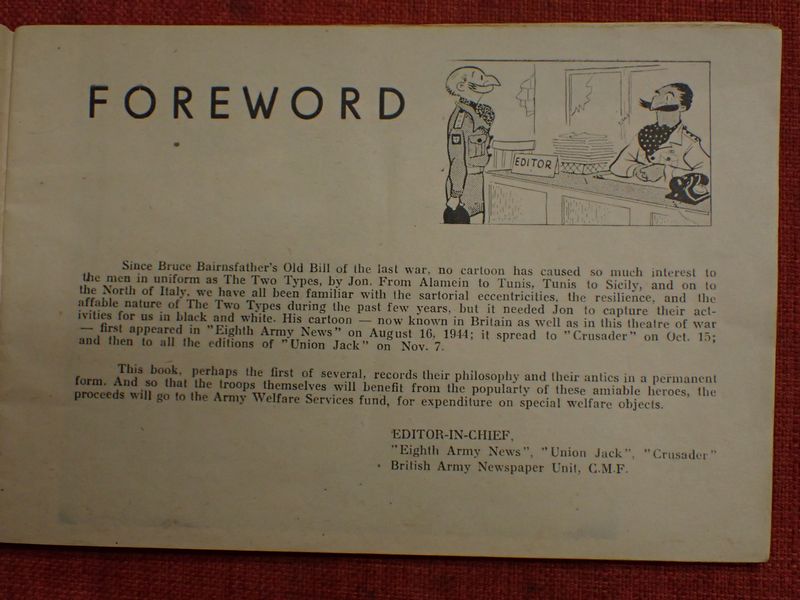 FOREWORD
EDITOR
Since Bruce Bairnsfather's Old Bill of the last war, no cartoon has caused so much interest to
the men in uniform as The Two Types, by Jon. From Alamein to Tunis, Tunis to Sicily, and on to
the North of Italy, we have all been familiar with the sartorial eccentricities, the resilience, and the
affable nature of The Two Types during the past few years, but it needed Jon to capture their act-
ivities for us in black and white. His cartoon — now known in Britain as well as in this theatre of war
— first appeared in "Eighth Army News" on August 16, 1944; it spread to "Crusader" on Oct. 15;
and then to all the editions of "Union Jack" on Nov. 7.
This book, perhaps the first of several, records their philosophy and their antics in a permanent
form. And so that the troops themselves will benefit from the popularty of these amiable heroes, the
proceeds will go to the Army Welfare Services fund, for expenditure on special welfare objects.
EDITOR-IN-CHIEF,
"Eighth Army News", "Union Jack", "Crusader"
British Army Newspaper Unit, C.M.F.